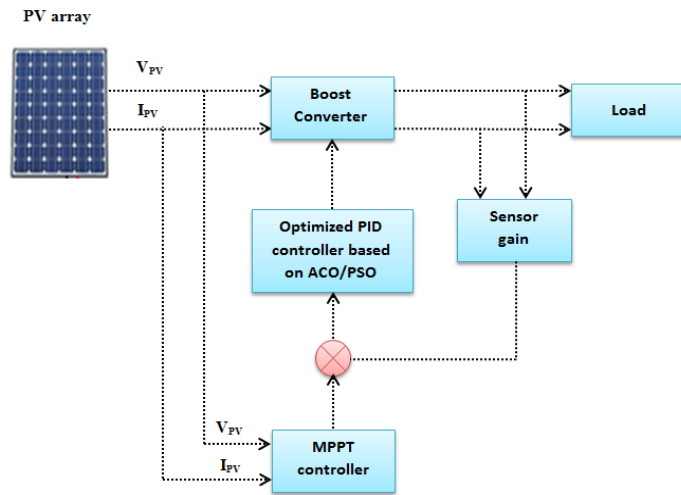 PV array
VPV
IPV
Boost
Converter
Load
Optimized PID
controller based
on ACO/PSO
Sensor
gain
VPV
IPV
MPPT
controller